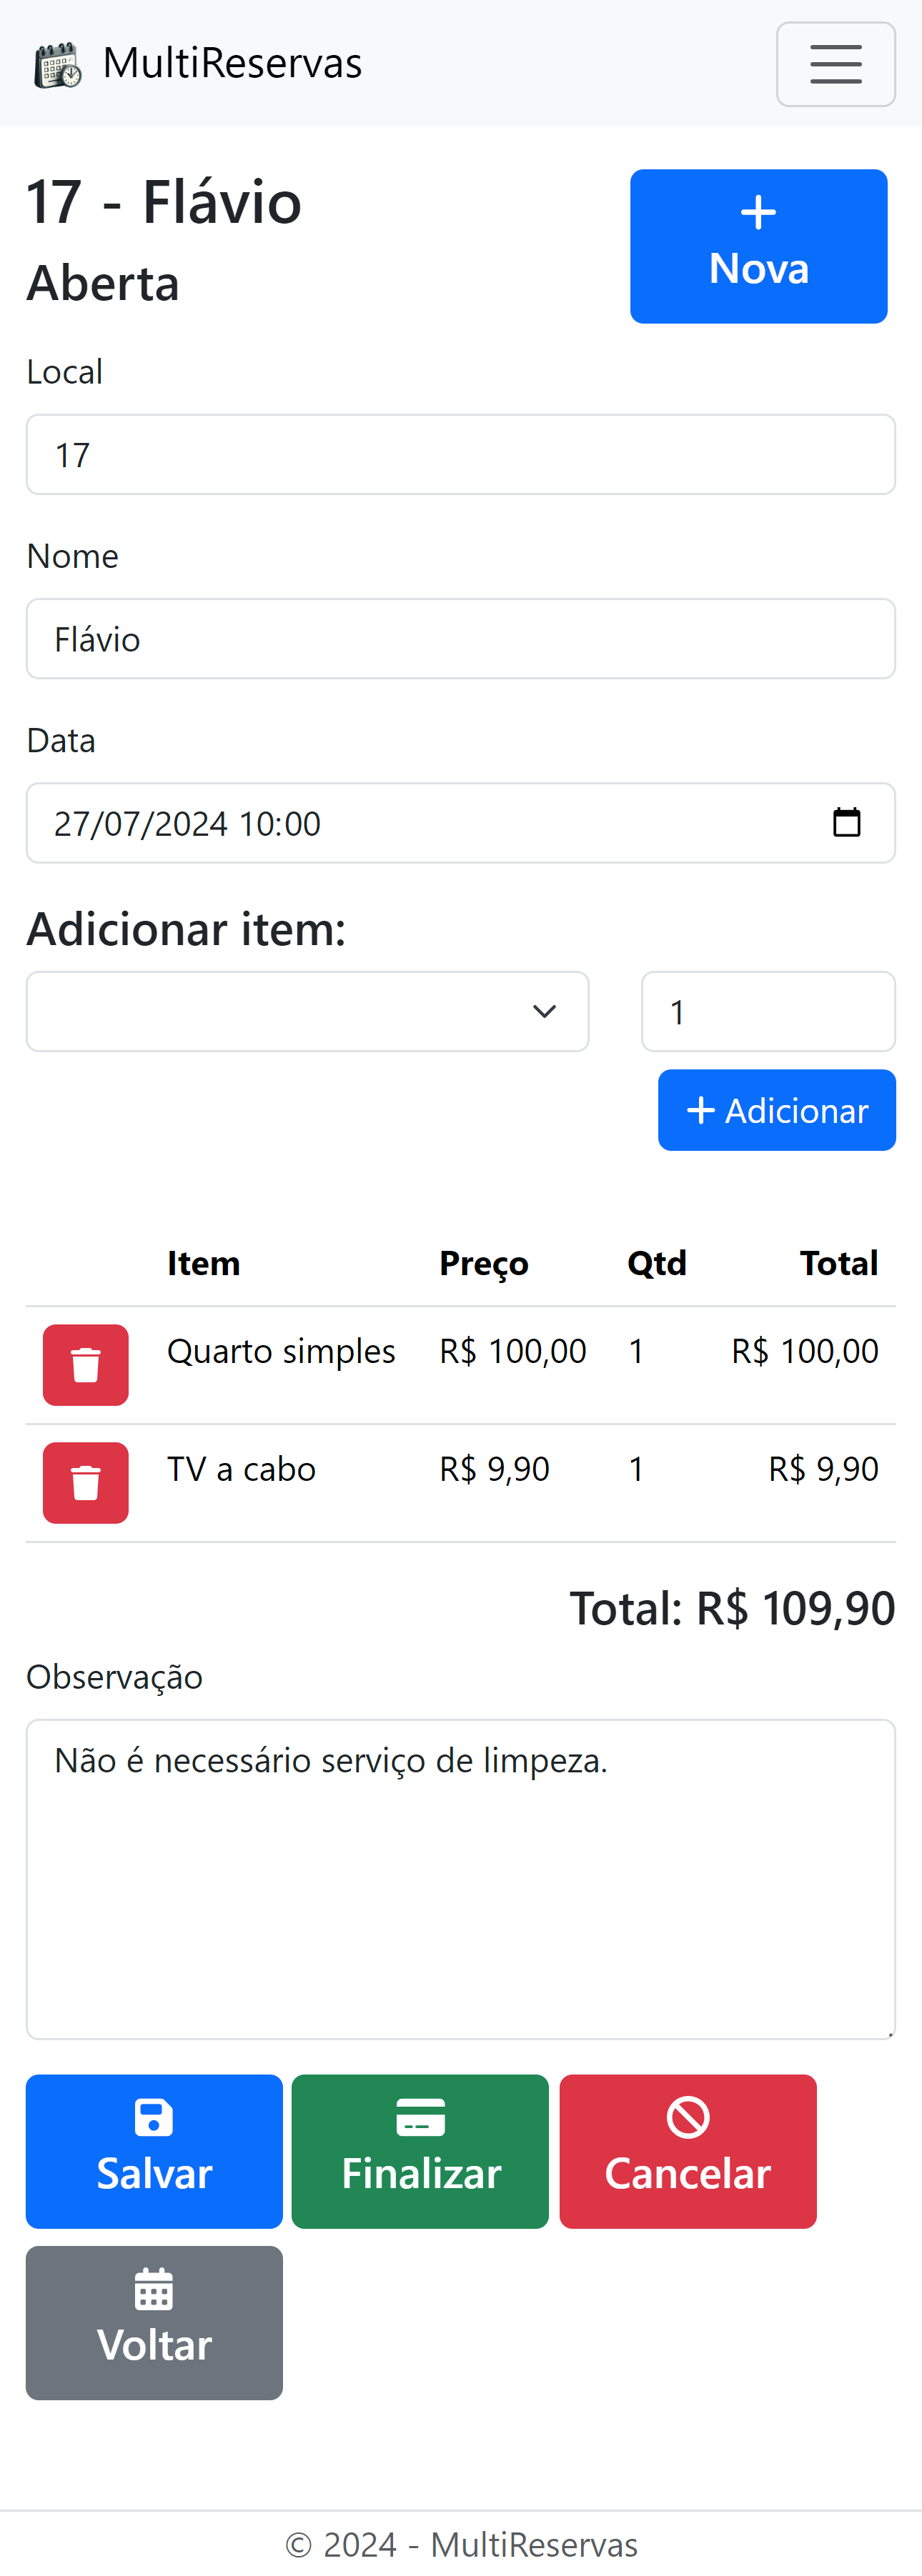 MultiReservas
17 - Flávio
Aberta
Nova
Local
17
Nome
Flávio
Data
27/07/2024 10:00
Adicionar item:
1
Adicionar
Item Preço Qtd Total
Quarto simples R$ 100,00 1 R$ 100,00
TV a cabo R$ 9,90 1 R$ 9,90
Total: R$ 109,90
Observação
Não é necessário serviço de limpeza.
Salvar Finalizar Cancelar
Voltar
© 2024 - MultiReservas